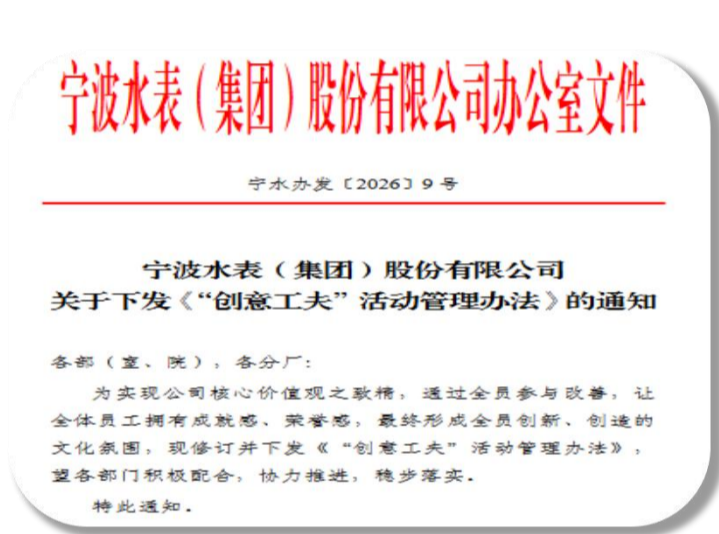 宁波水表（集团）股份有限公司办公室文件
宁水办发〔2026〕9号
宁波水表（集团）股份有限公司
关于下发《“创意工夫”活动管理办法》的通知
各部（室、院），各分厂：
为实现公司核心价值观之致精，通过全员参与改善，让
全体员工拥有成就感、荣誉感，最终形成全员创新、创造的
文化氛围，现修订并下发《“创意工夫”活动管理办法》，
望各部门积极配合，协力推进，稳步落实.
特此通知.